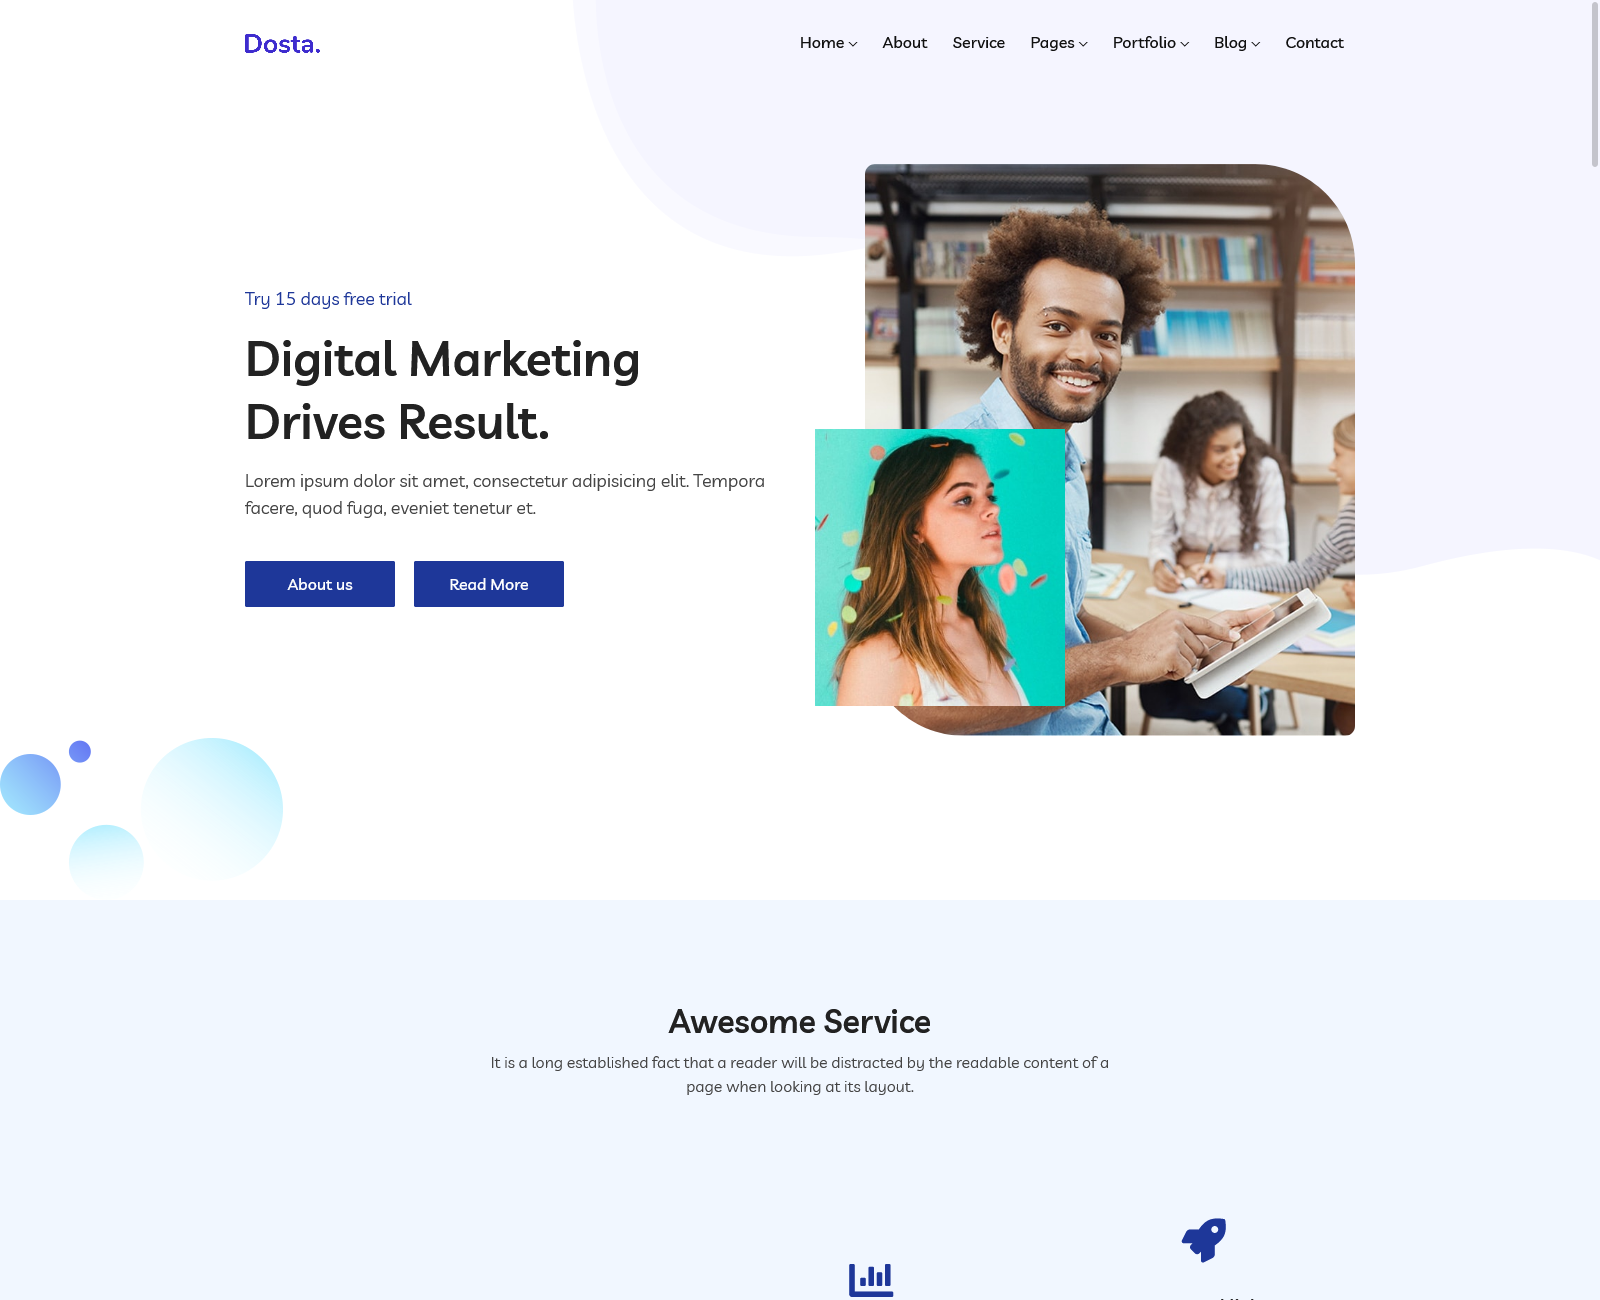 Dosta.
Home
About
Service
Pages
Portfolio
Blog
Contact
Try 15 days free trial
Digital Marketing
Drives Result.
Lorem ipsum dolor sit amet, consectetur adipisicing elit. Tempora
facere, quod fuga, eveniet tenetur et.
About us
Read More
Awesome Service
It is a long established fact that a reader will be distracted by the readable content of a
page when looking at its layout.